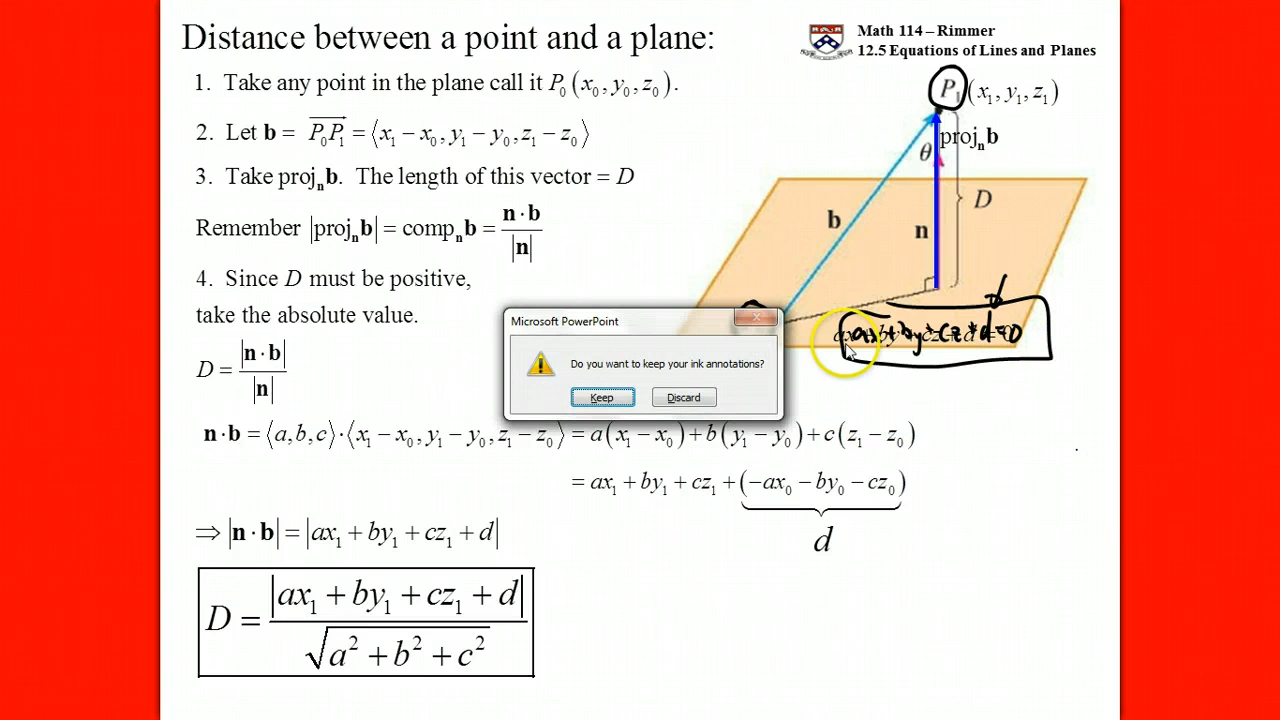 Distance between a point and a plane:
Math 114 – Rimmer
12.5 Equations of Lines and Planes
1. Take any point in the plane call it P₀(x₀, y₀, z₀).
P₁(x₁, y₁, z₁)
2. Let b = P₀P₁ = ⟨x₁ − x₀, y₁ − y₀, z₁ − z₀⟩
projₙb
θ
3. Take projₙb. The length of this vector = D
D
b
n
Remember |projₙb| = compₙb = n · b / |n|
4. Since D must be positive,
take the absolute value.
ax + by + cz + d = 0
Microsoft PowerPoint
Do you want to keep your ink annotations?
Keep
Discard
D = |n · b| / |n|
n · b = ⟨a, b, c⟩ · ⟨x₁ − x₀, y₁ − y₀, z₁ − z₀⟩ = a(x₁ − x₀) + b(y₁ − y₀) + c(z₁ − z₀)
= ax₁ + by₁ + cz₁ + (−ax₀ − by₀ − cz₀)
d
⇒ |n · b| = |ax₁ + by₁ + cz₁ + d|
D = |ax₁ + by₁ + cz₁ + d| / √(a² + b² + c²)